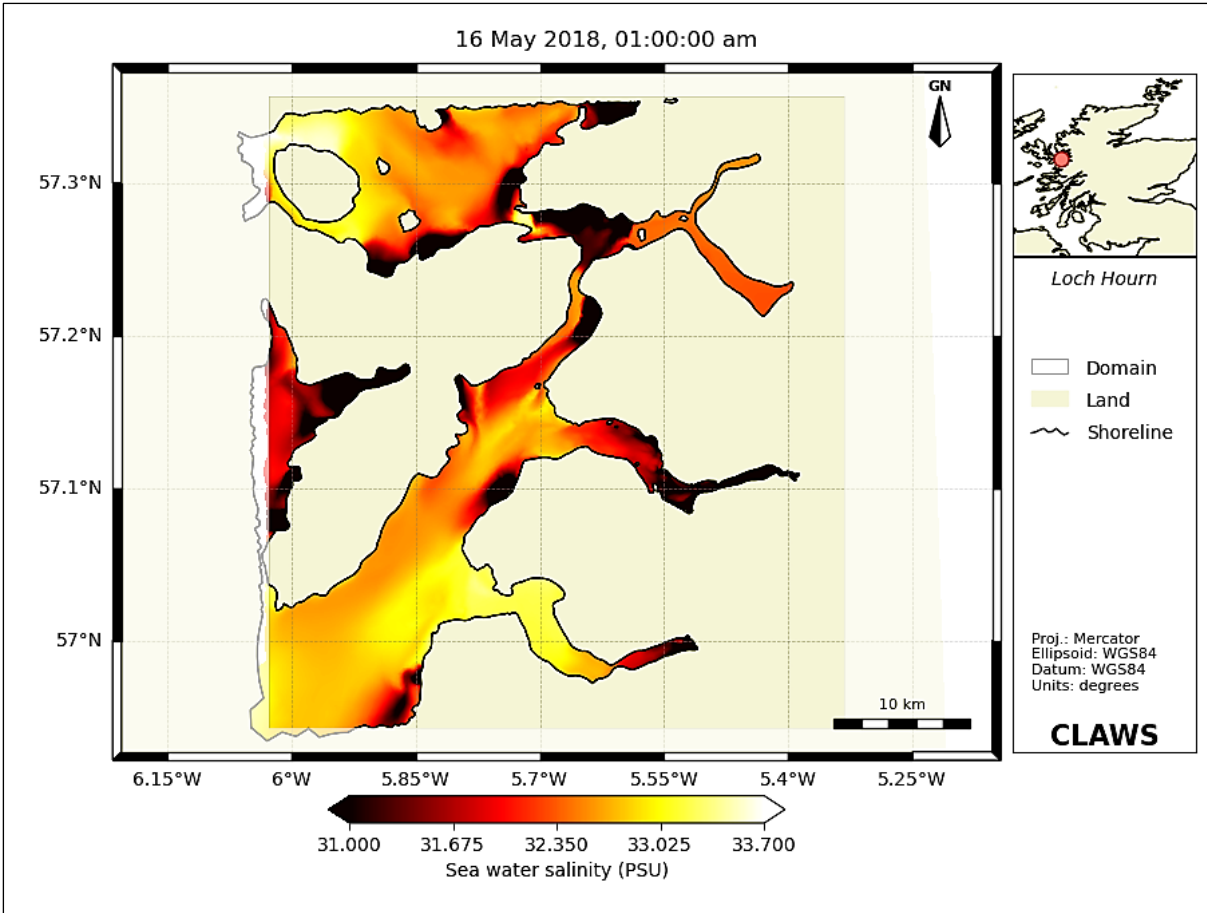 16 May 2018, 01:00:00 am
GN
57.3°N
57.2°N
57.1°N
57°N
6.15°W 6°W 5.85°W 5.7°W 5.55°W 5.4°W 5.25°W
10 km
31.000 31.675 32.350 33.025 33.700
Sea water salinity (PSU)
Loch Hourn
Domain
Land
Shoreline
Proj.: Mercator
Ellipsoid: WGS84
Datum: WGS84
Units: degrees
CLAWS